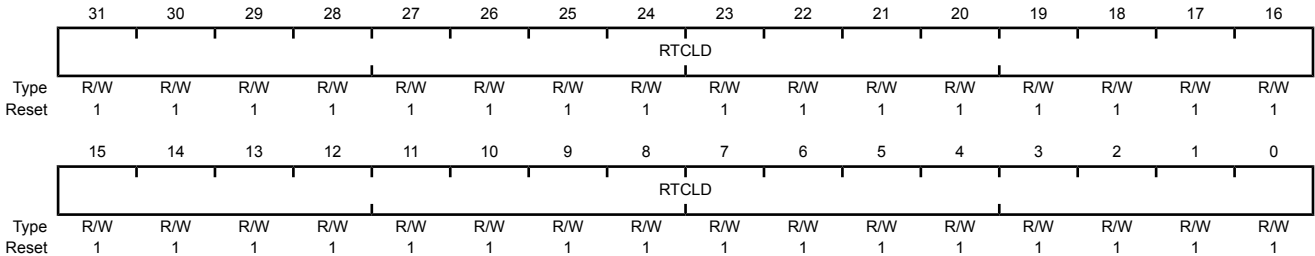 31 30 29 28 27 26 25 24 23 22 21 20 19 18 17 16
RTCLD
Type R/W R/W R/W R/W R/W R/W R/W R/W R/W R/W R/W R/W R/W R/W R/W R/W
Reset 1 1 1 1 1 1 1 1 1 1 1 1 1 1 1 1
15 14 13 12 11 10 9 8 7 6 5 4 3 2 1 0
RTCLD
Type R/W R/W R/W R/W R/W R/W R/W R/W R/W R/W R/W R/W R/W R/W R/W R/W
Reset 1 1 1 1 1 1 1 1 1 1 1 1 1 1 1 1